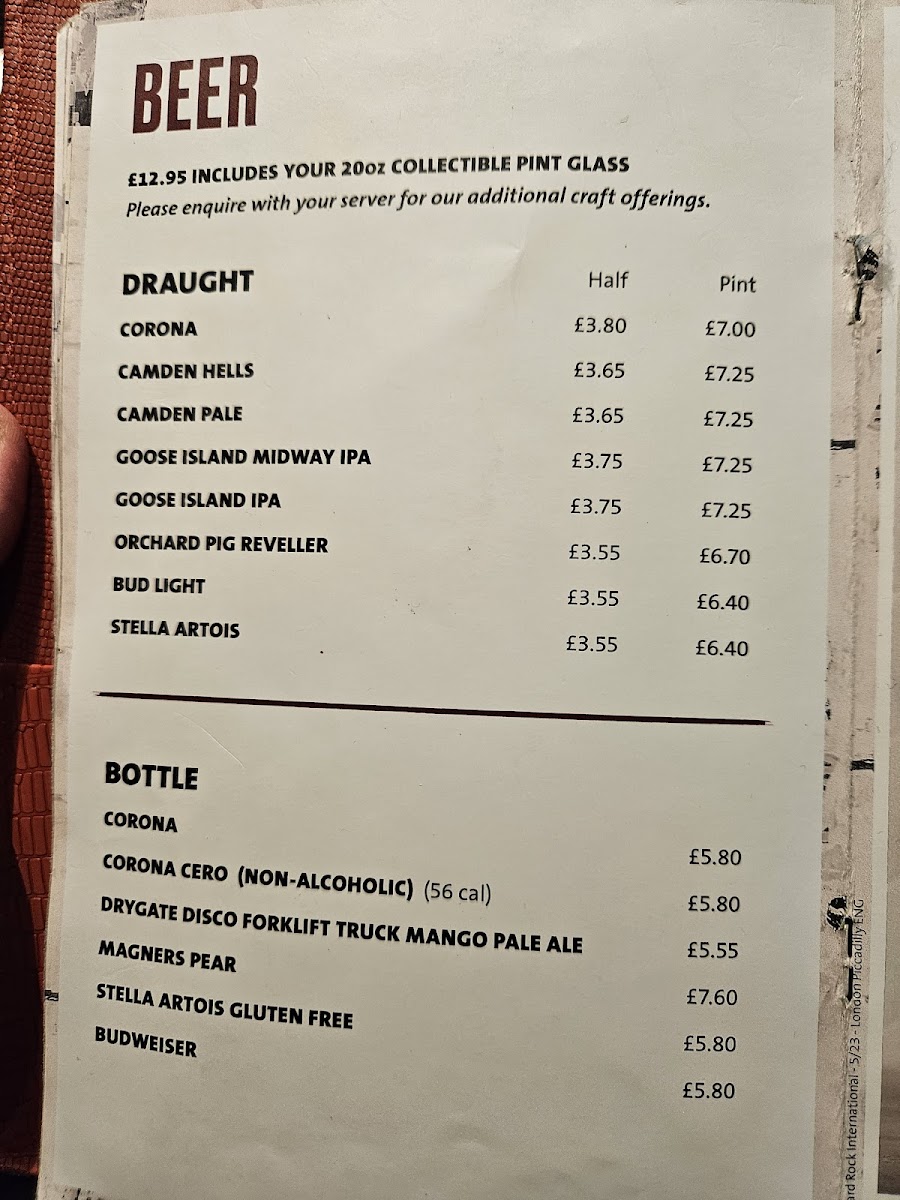 BEER
£12.95 INCLUDES YOUR 20oz COLLECTIBLE PINT GLASS
Please enquire with your server for our additional craft offerings.
DRAUGHT Half Pint
CORONA £3.80 £7.00
CAMDEN HELLS £3.65 £7.25
CAMDEN PALE £3.65 £7.25
GOOSE ISLAND MIDWAY IPA £3.75 £7.25
GOOSE ISLAND IPA £3.75 £7.25
ORCHARD PIG REVELLER £3.55 £6.70
BUD LIGHT £3.55 £6.40
STELLA ARTOIS £3.55 £6.40
BOTTLE
CORONA £5.80
CORONA CERO (NON-ALCOHOLIC) (56 cal) £5.80
DRYGATE DISCO FORKLIFT TRUCK MANGO PALE ALE £5.55
MAGNERS PEAR £7.60
STELLA ARTOIS GLUTEN FREE £5.80
BUDWEISER £5.80
ard Rock International - 5/23 - London Piccadilly ENG